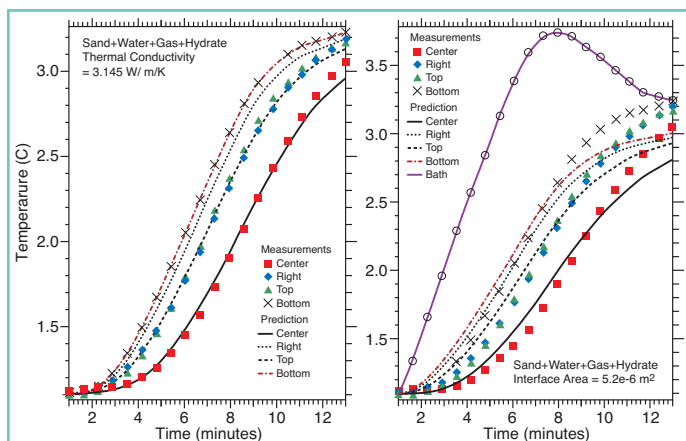 Sand+Water+Gas+Hydrate
Thermal Conductivity
= 3.145 W/ m/K
3.0
2.5
2.0
1.5
Temperarure (C)
Measurements
Center
Right
Top
Bottom
Prediction
Center
Right
Top
Bottom
2 4 6 8 10 12
Time (minutes)
Measurements
Center
Right
Top
Bottom
Prediction
Center
Right
Top
Bottom
Bath
3.5
3.0
2.5
2.0
1.5
Sand+Water+Gas+Hydrate
Interface Area = 5.2e-6 m²
2 4 6 8 10 12
Time (minutes)